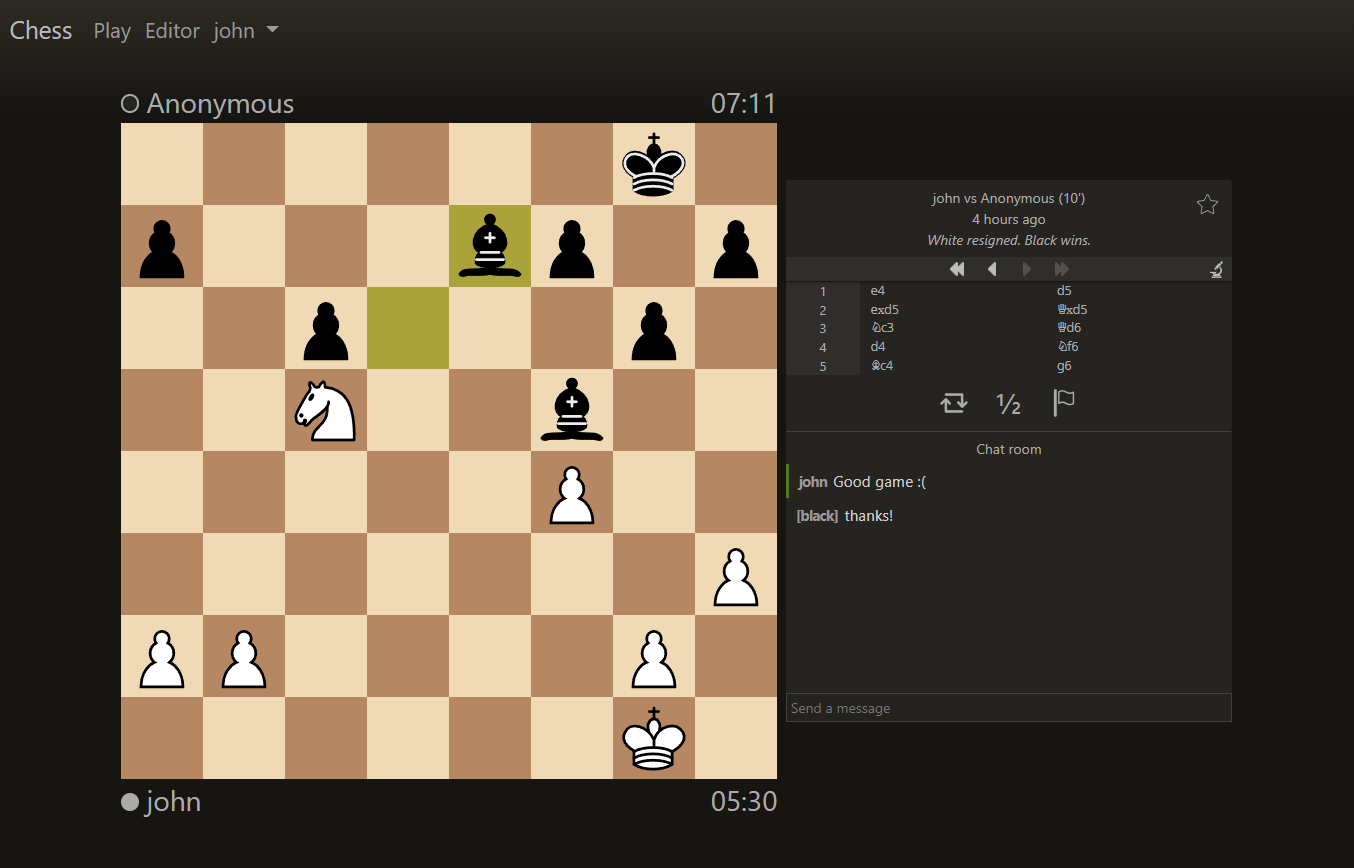 Chess Play Editor john
Anonymous 07:11
john vs Anonymous (10')
4 hours ago
White resigned. Black wins.
1 e4 d5
2 exd5 ♕xd5
3 ♘c3 ♕d6
4 d4 ♘f6
5 ♗c4 g6
½
Chat room
john Good game :(
[black] thanks!
Send a message
john 05:30